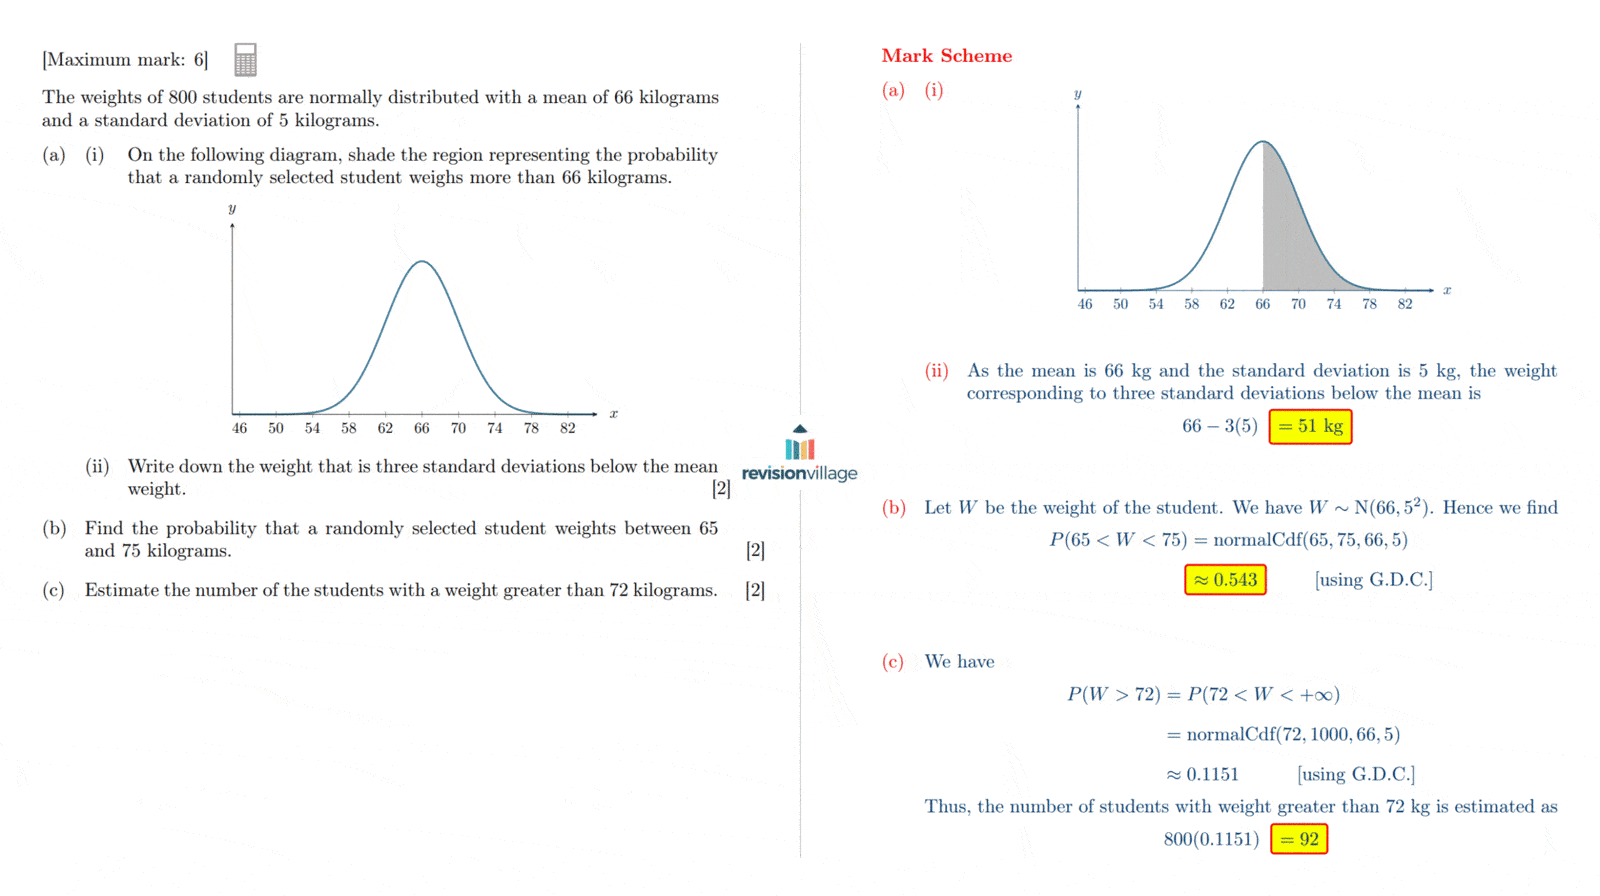 [Maximum mark: 6]
The weights of 800 students are normally distributed with a mean of 66 kilograms
and a standard deviation of 5 kilograms.
(a) (i) On the following diagram, shade the region representing the probability
that a randomly selected student weighs more than 66 kilograms.
y
x
46 50 54 58 62 66 70 74 78 82
(ii) Write down the weight that is three standard deviations below the mean
weight. [2]
(b) Find the probability that a randomly selected student weights between 65
and 75 kilograms. [2]
(c) Estimate the number of the students with a weight greater than 72 kilograms. [2]
revisionvillage
Mark Scheme
(a) (i)
y
x
46 50 54 58 62 66 70 74 78 82
(ii) As the mean is 66 kg and the standard deviation is 5 kg, the weight
corresponding to three standard deviations below the mean is
66 − 3(5) = 51 kg
(b) Let W be the weight of the student. We have W ∼ N(66, 5²). Hence we find
P(65 < W < 75) = normalCdf(65, 75, 66, 5)
≈ 0.543 [using G.D.C.]
(c) We have
P(W > 72) = P(72 < W < +∞)
= normalCdf(72, 1000, 66, 5)
≈ 0.1151 [using G.D.C.]
Thus, the number of students with weight greater than 72 kg is estimated as
800(0.1151) = 92